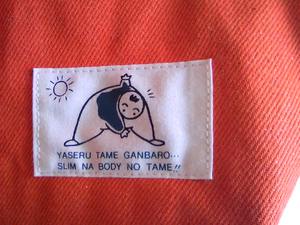 YASERU TAME GANBARO...
SLIM NA BODY NO TAME!!